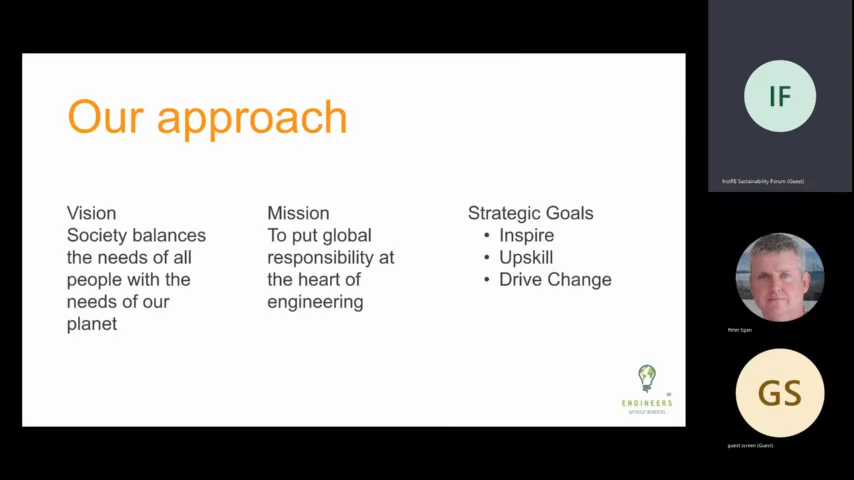 Our approach
Vision
Society balances
the needs of all
people with the
needs of our
planet
Mission
To put global
responsibility at
the heart of
engineering
Strategic Goals
• Inspire
• Upskill
• Drive Change
UK
ENGINEERS
WITHOUT BORDERS
IF
InstRE Sustainability Forum (Guest)
Peter Egan
GS
guest screen (Guest)